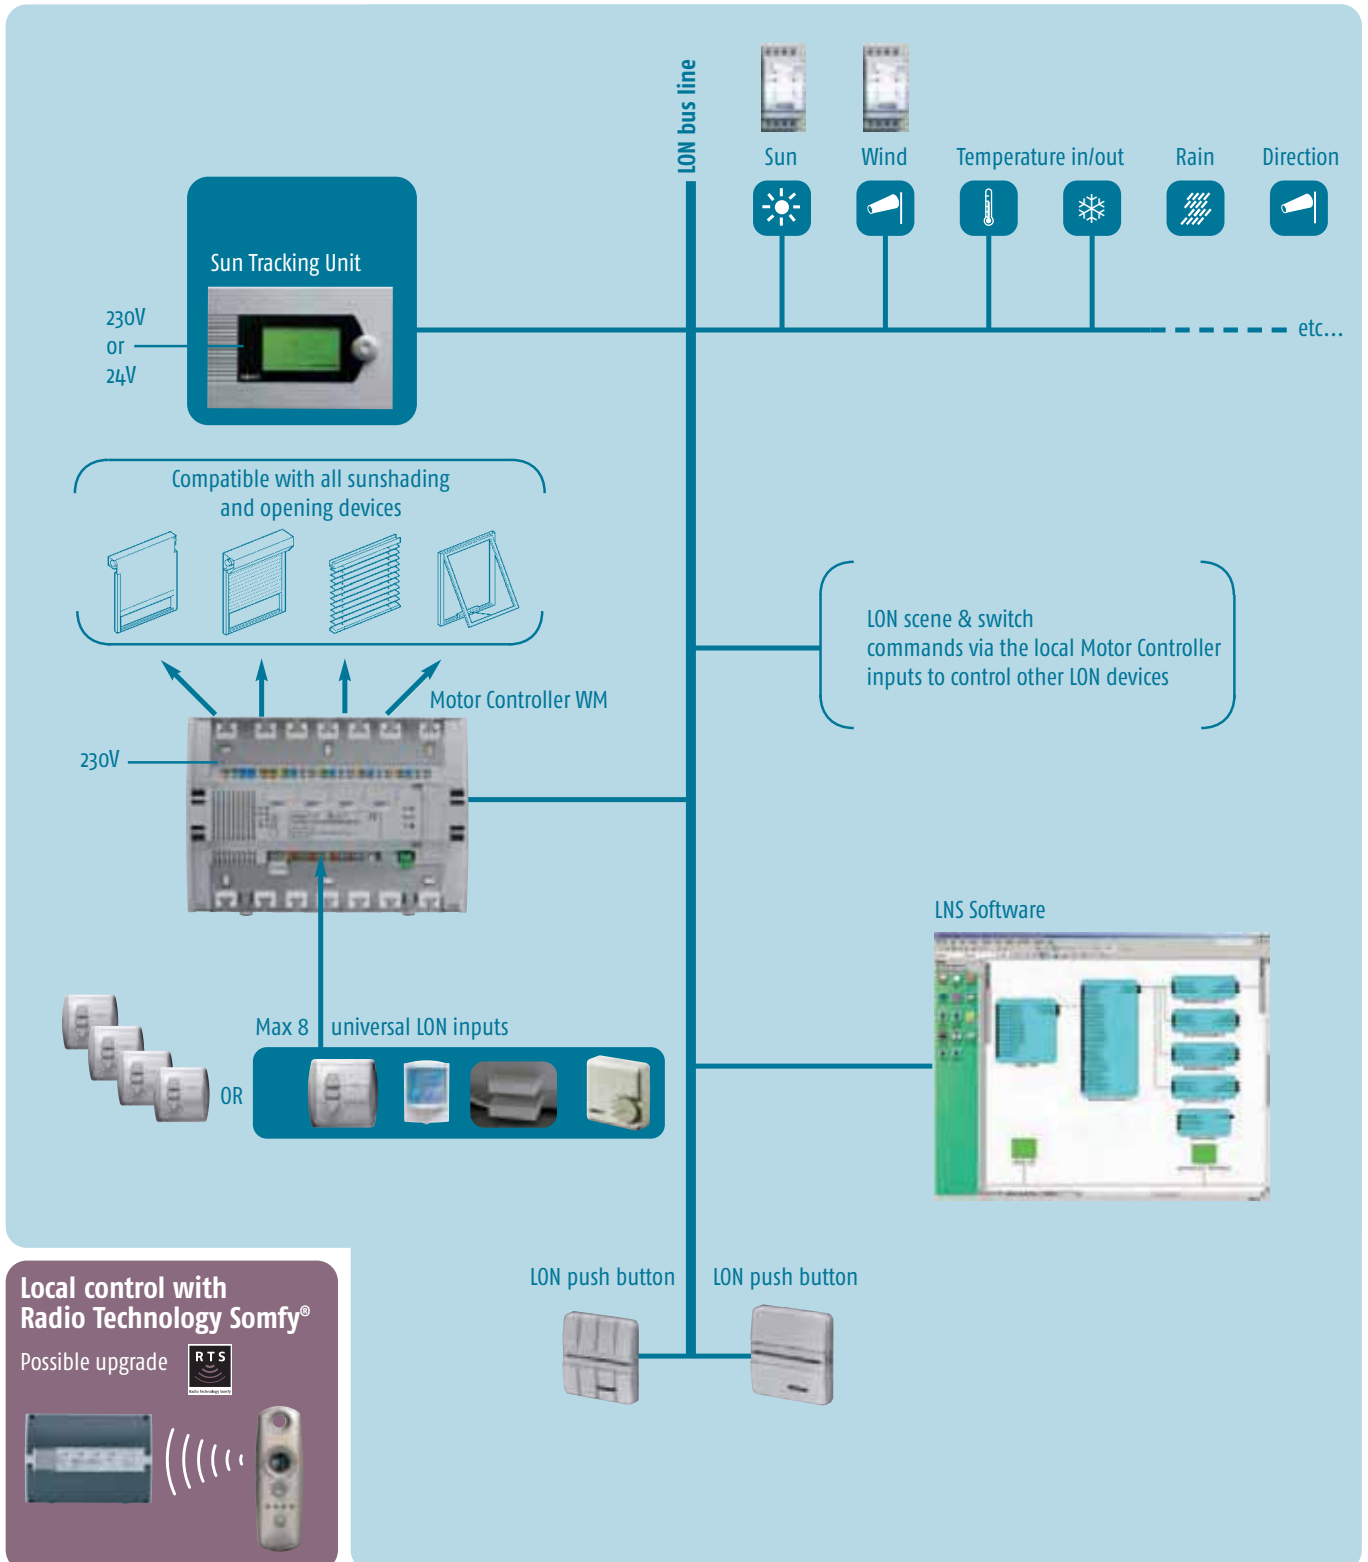 LON bus line
Sun
Wind
Temperature in/out
Rain
Direction
Sun Tracking Unit
230V
or
24V
etc...
Compatible with all sunshading
and opening devices
LON scene & switch
commands via the local Motor Controller
inputs to control other LON devices
Motor Controller WM
230V
LNS Software
Max 8 universal LON inputs
OR
LON push button
LON push button
Local control with
Radio Technology Somfy®
Possible upgrade
RTS
Radio Technology Somfy